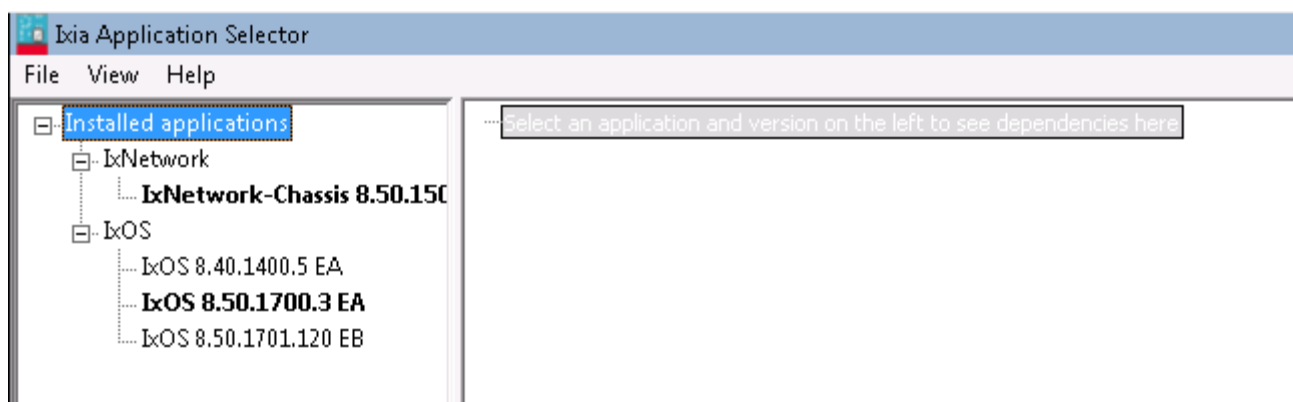 Ixia Application Selector
File View Help
Installed applications
IxNetwork
IxNetwork-Chassis 8.50.150
IxOS
IxOS 8.40.1400.5 EA
IxOS 8.50.1700.3 EA
IxOS 8.50.1701.120 EB
Select an application and version on the left to see dependencies here